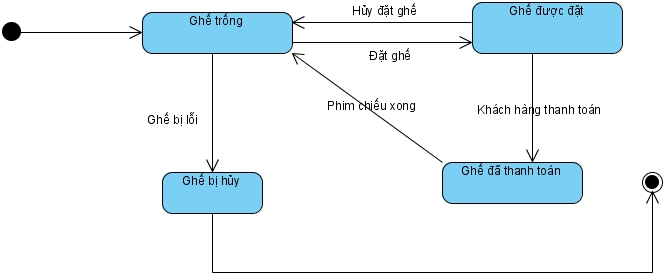 Ghế trống
Hủy đặt ghế
Ghế được đặt
Đặt ghế
Phim chiếu xong
Khách hàng thanh toán
Ghế bị lỗi
Ghế đã thanh toán
Ghế bị hủy